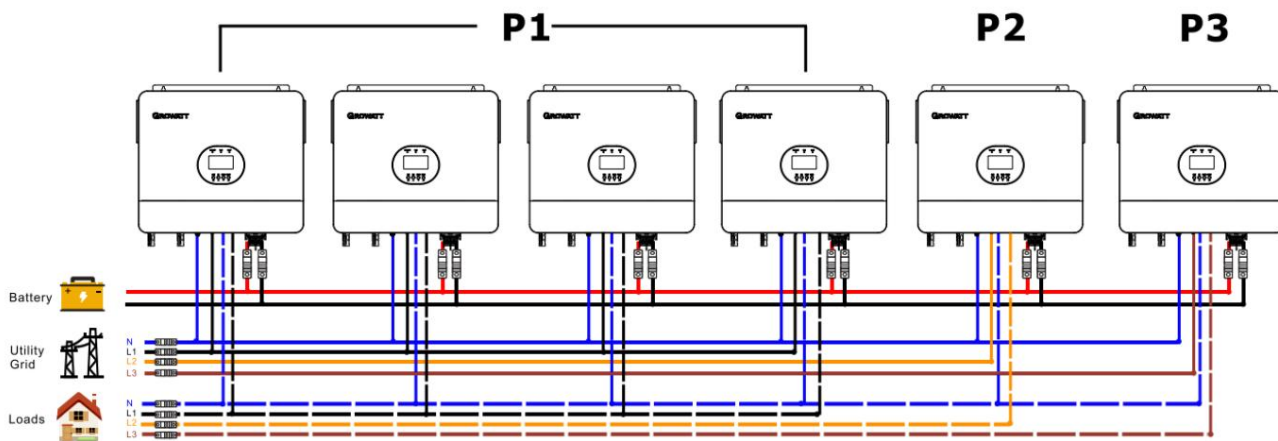 P1 P2 P3
GROWATT GROWATT GROWATT GROWATT GROWATT GROWATT
Battery
+ -
Utility
Grid
N
L1
L2
L3
Loads
N
L1
L2
L3